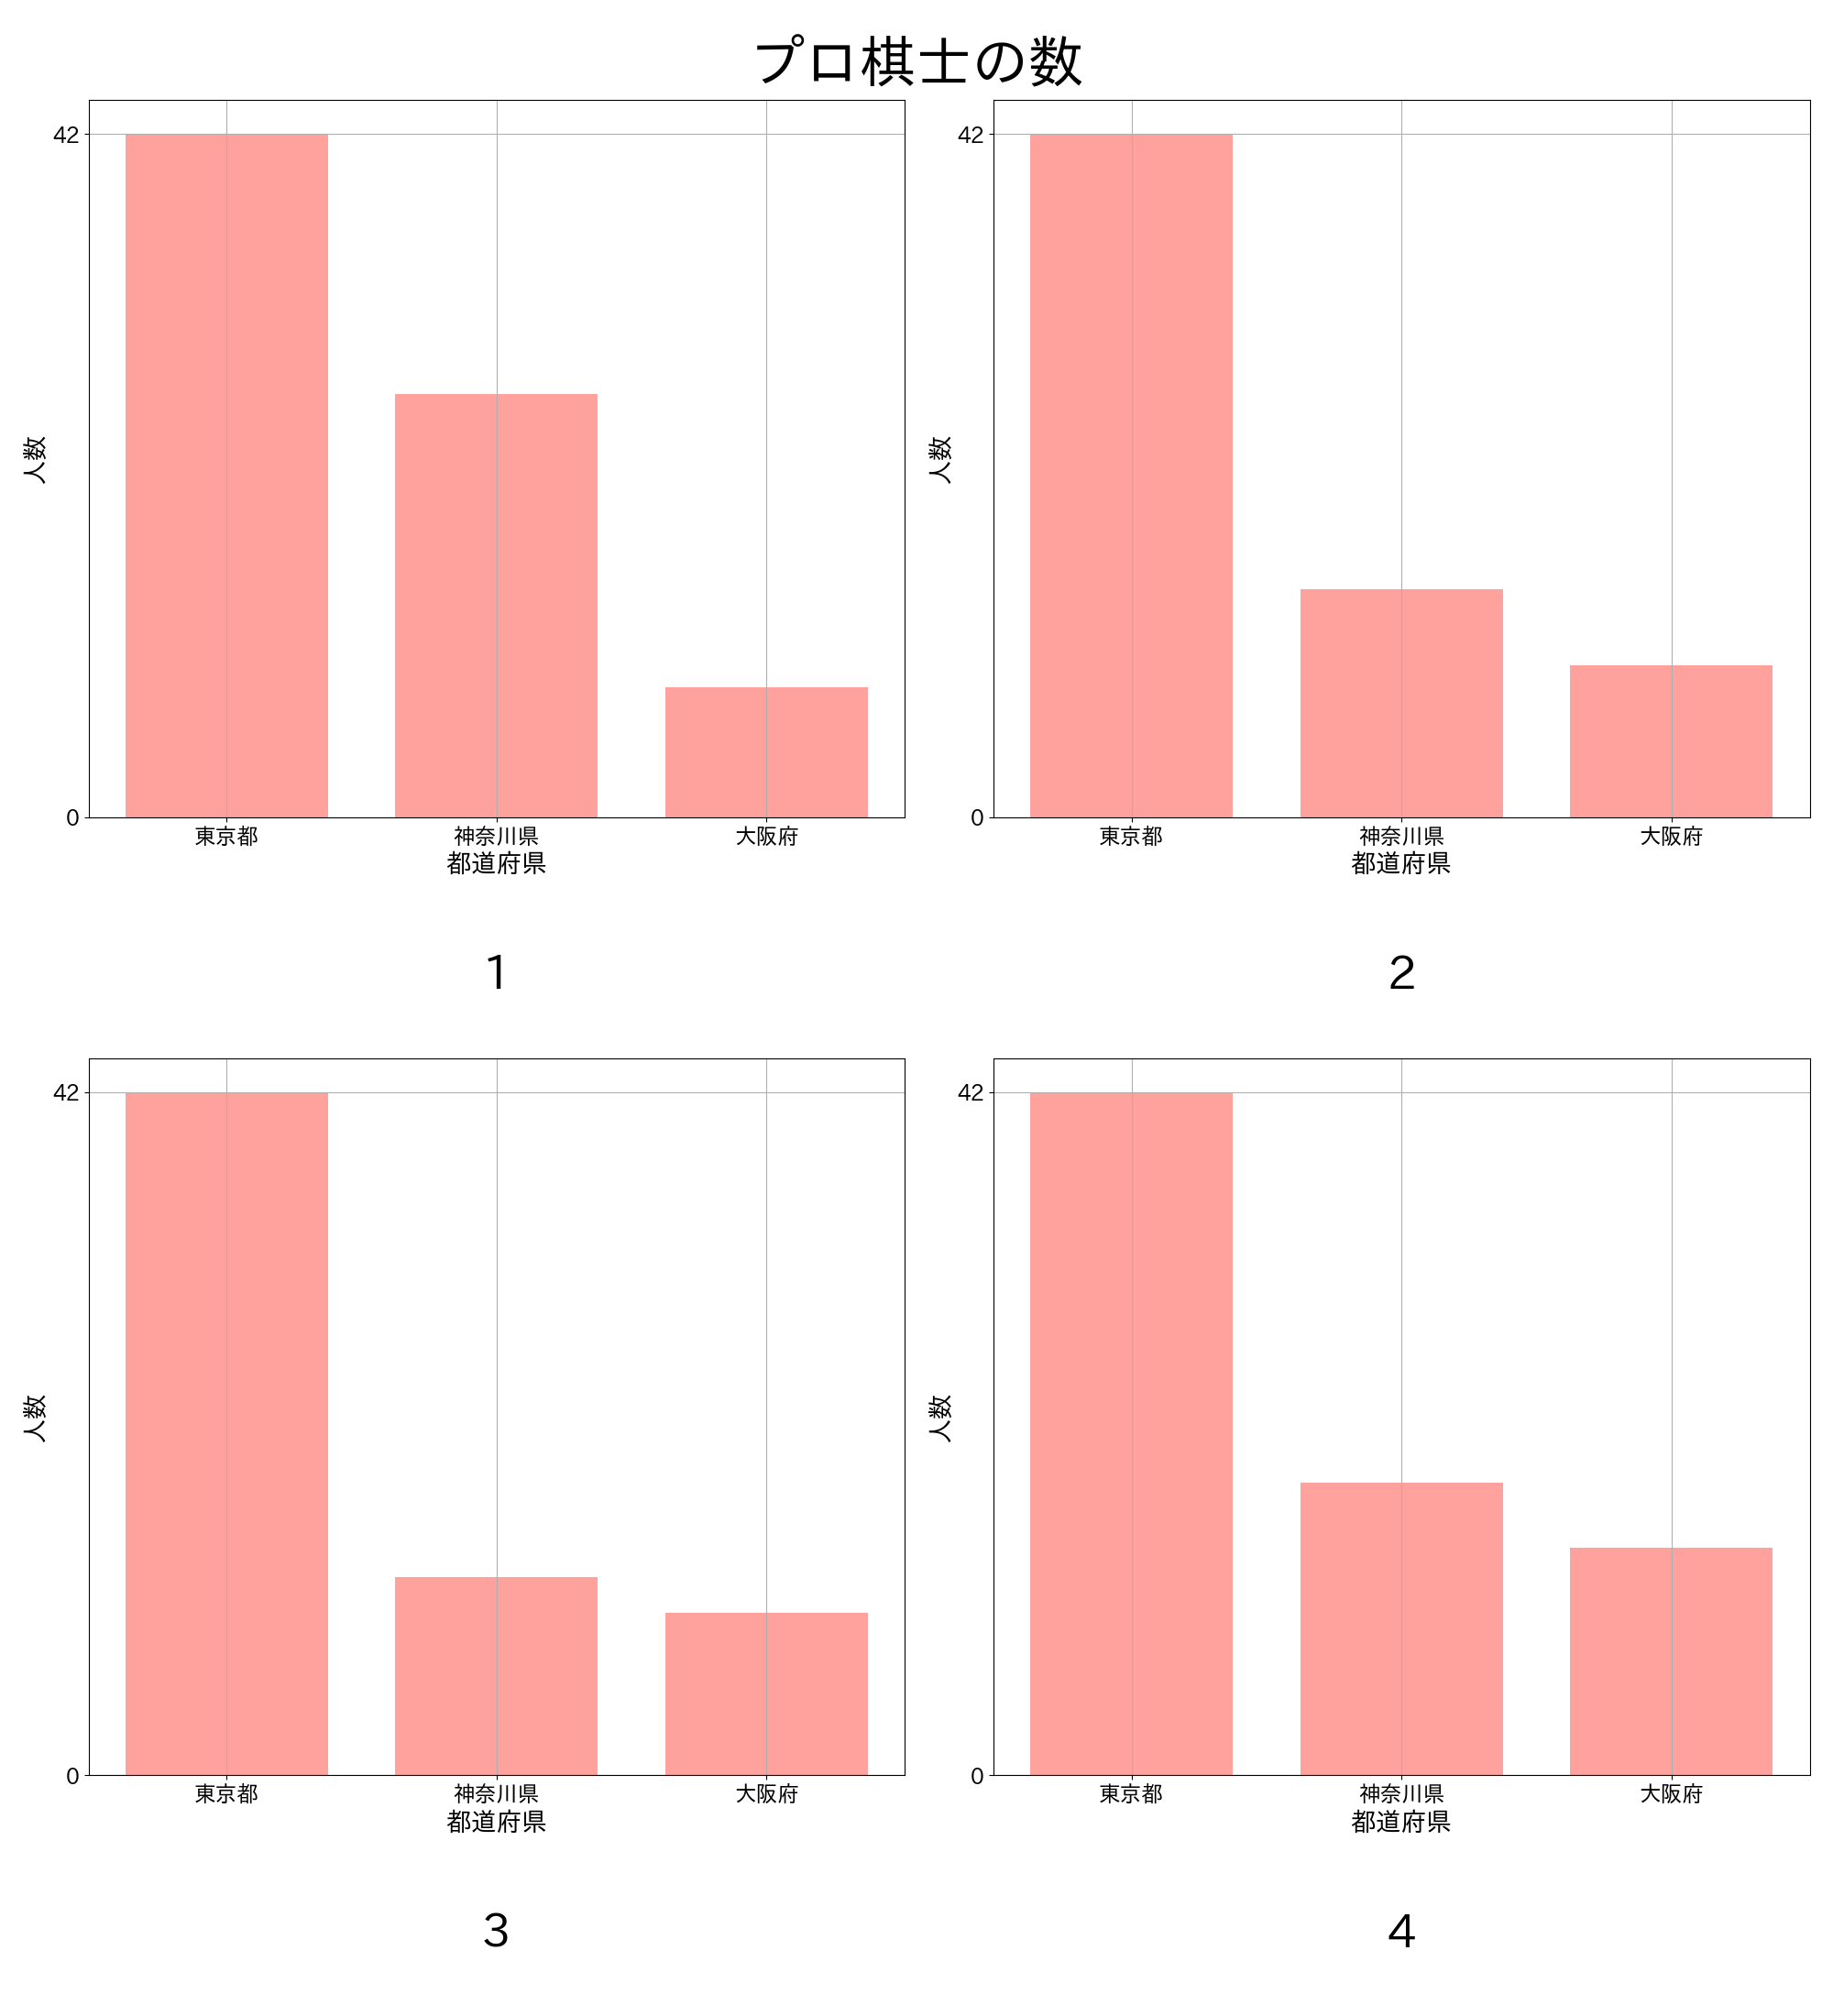 プロ棋士の数
42
0
人数
東京都 神奈川県 大阪府
都道府県
1
42
0
人数
東京都 神奈川県 大阪府
都道府県
2
42
0
人数
東京都 神奈川県 大阪府
都道府県
3
42
0
人数
東京都 神奈川県 大阪府
都道府県
4